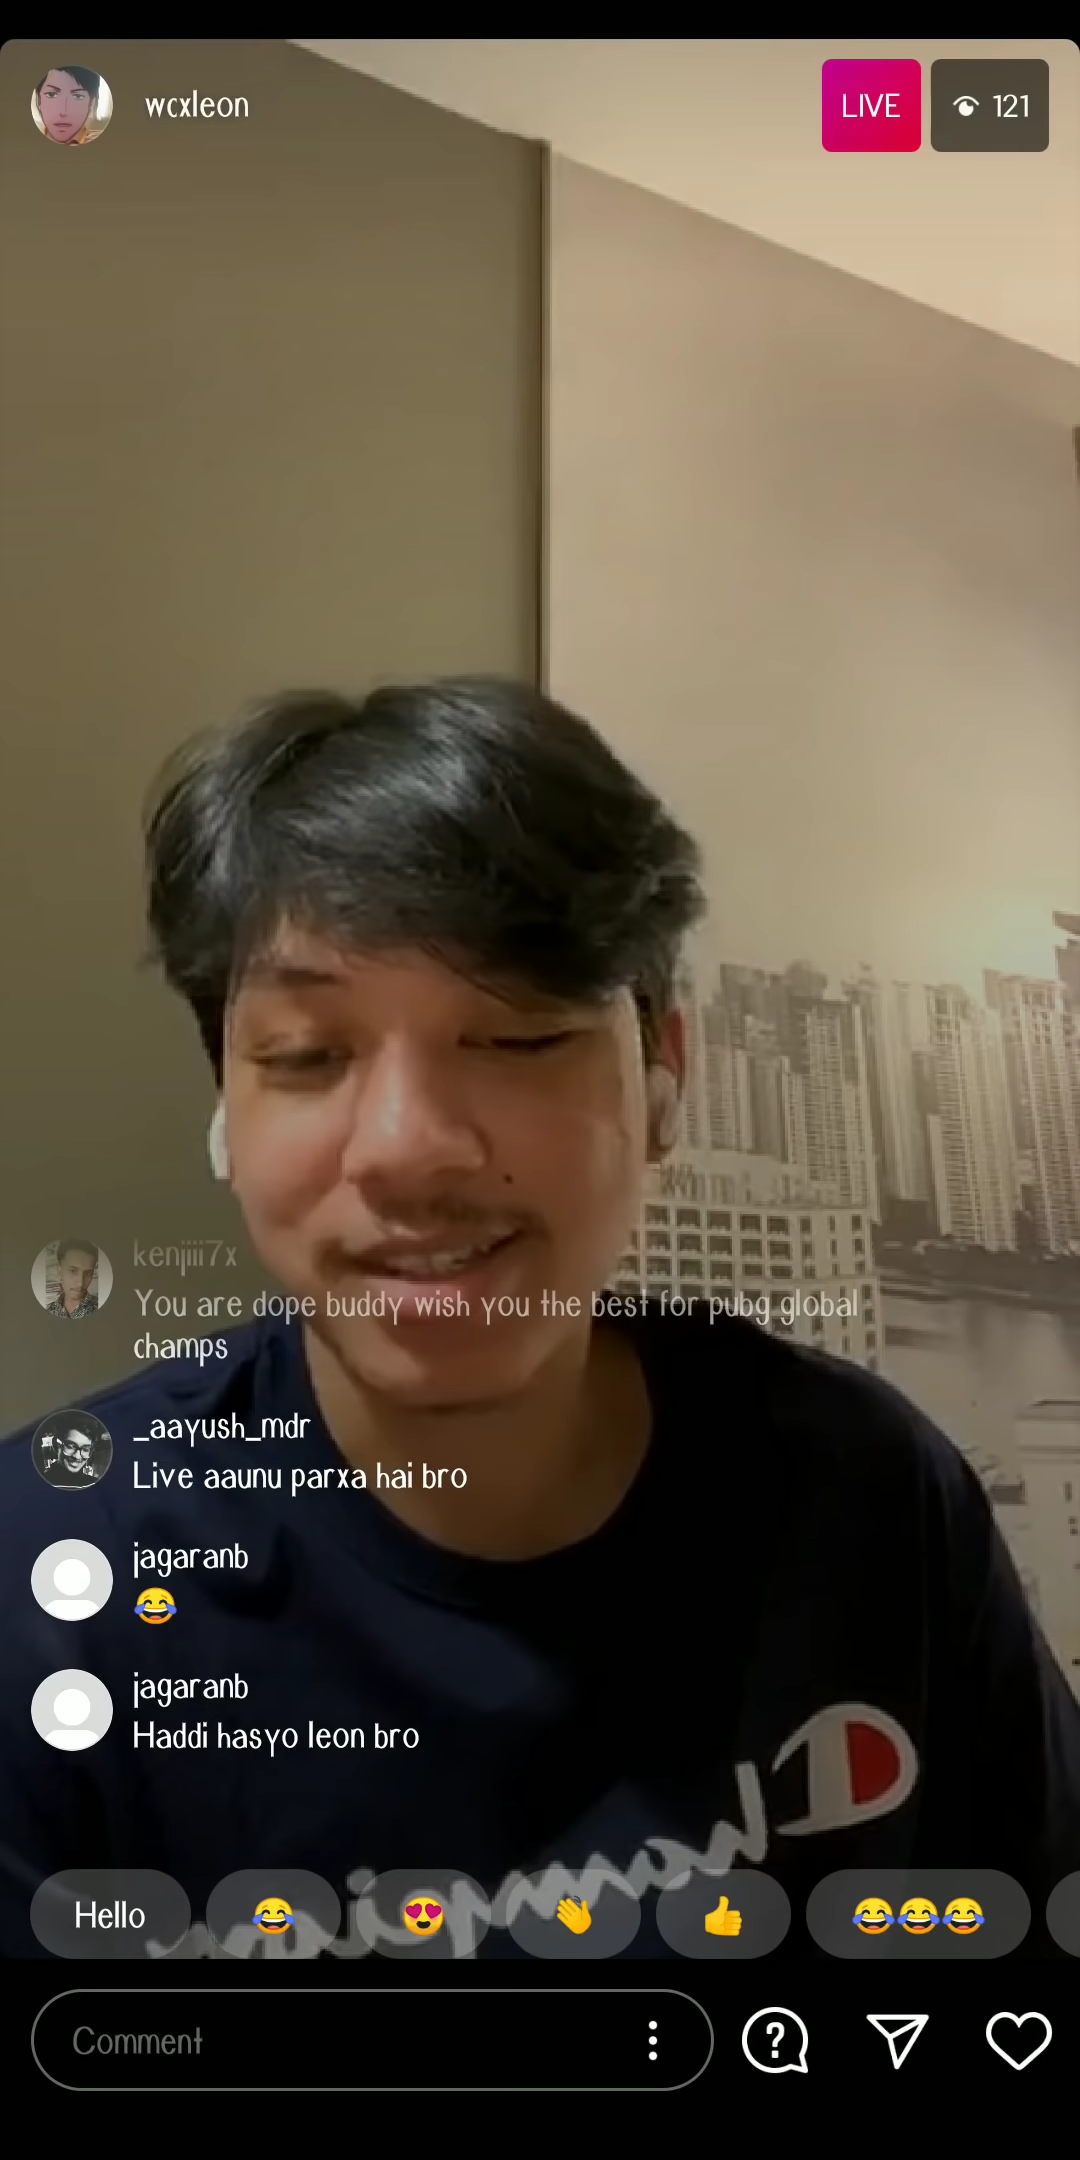 wcxleon
LIVE
121
kenjiii7x
You are dope buddy wish you the best for pubg global
champs
_aayush_mdr
Live aaunu parxa hai bro
jagaranb
😂
jagaranb
Haddi hasyo leon bro
Hello
😂
😍
👋
👍
😂😂😂
Comment